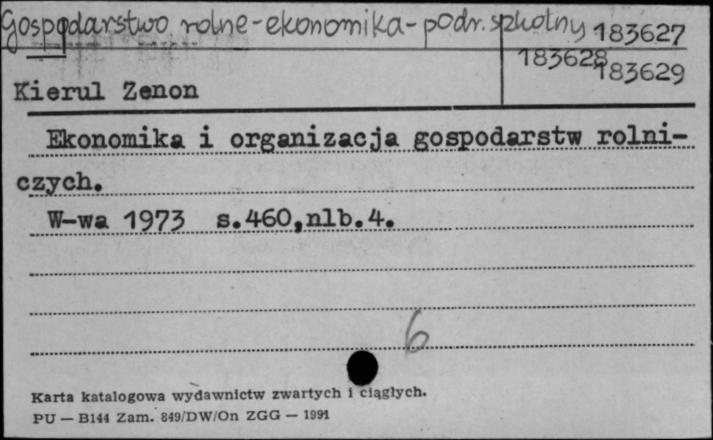 Gospodarstwo rolne-ekonomika-podr. szkolny 183627
183628
183629
Kierul Zenon
Ekonomika i organizacja gospodarstw rolni-
czych.
W-wa 1973 s.460,nlb.4.
6
Karta katalogowa wydawnictw zwartych i ciągłych.
PU — B144 Zam. 849/DW/On ZGG — 1991